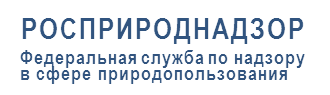 РОСПРИРОДНАДЗОР
Федеральная служба по надзору
в сфере природопользования